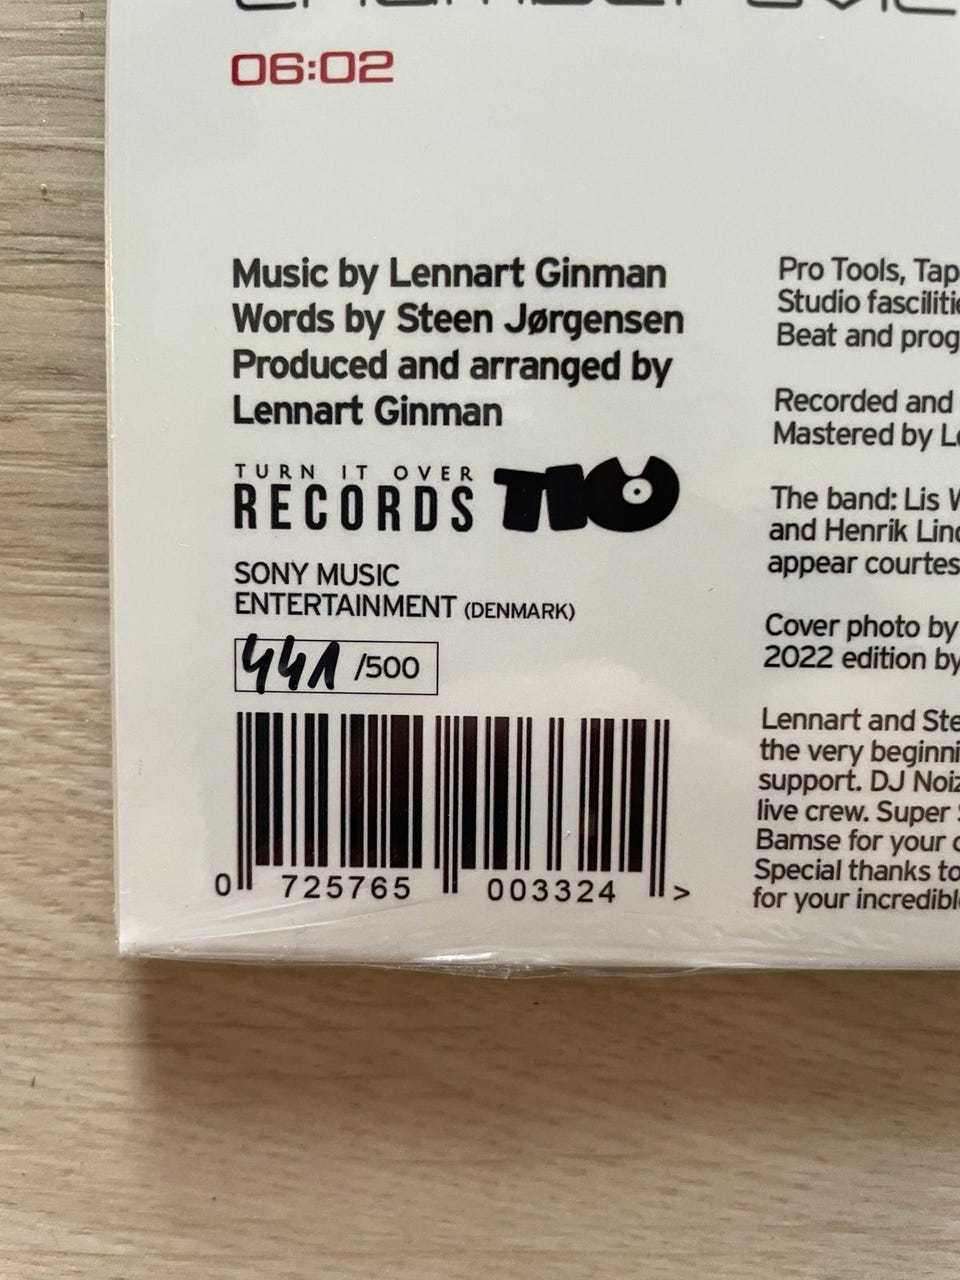 06:02
Music by Lennart Ginman
Words by Steen Jørgensen
Produced and arranged by
Lennart Ginman
TURN IT OVER
RECORDS TIO
SONY MUSIC
ENTERTAINMENT (DENMARK)
441 /500
0 725765 003324 >
Pro Tools,
Studio
Beat and
Recorded and
Mastered by
The band: Lis
and Henrik
appear
Cover photo by
2022 edition by
Lennart and
the very
support. DJ
live crew. Super
Bamse for your
Special thanks to
for your